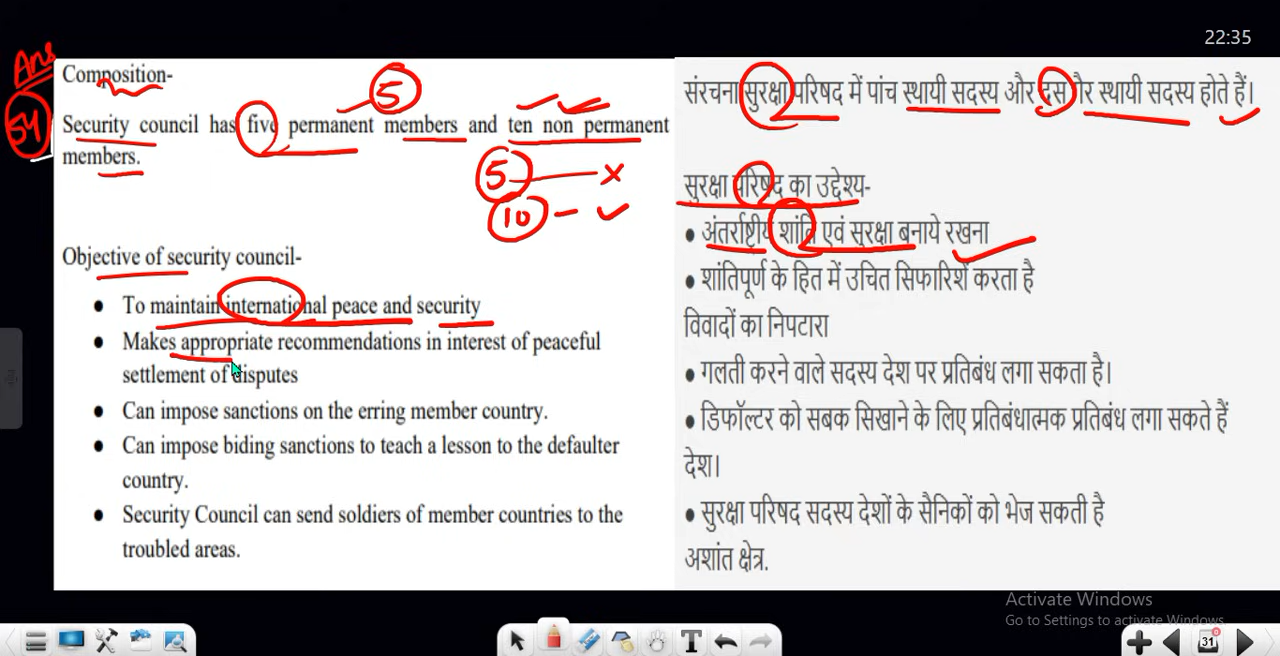 22:35
Ans
54
Composition-
5
Security council has five permanent members and ten non permanent
members.
5 — ×
10 - ✓
Objective of security council-
● To maintain international peace and security
● Makes appropriate recommendations in interest of peaceful
settlement of disputes
● Can impose sanctions on the erring member country.
● Can impose biding sanctions to teach a lesson to the defaulter
country.
● Security Council can send soldiers of member countries to the
troubled areas.
संरचना सुरक्षा परिषद में पांच स्थायी सदस्य और दस गैर स्थायी सदस्य होते हैं।
सुरक्षा परिषद का उद्देश्य-
● अंतर्राष्ट्रीय शांति एवं सुरक्षा बनाये रखना
● शांतिपूर्ण के हित में उचित सिफारिशें करता है
विवादों का निपटारा
● गलती करने वाले सदस्य देश पर प्रतिबंध लगा सकता है।
● डिफॉल्टर को सबक सिखाने के लिए प्रतिबंधात्मक प्रतिबंध लगा सकते हैं
देश।
● सुरक्षा परिषद सदस्य देशों के सैनिकों को भेज सकती है
अशांत क्षेत्र.
Activate Windows
Go to Settings to activate Windows.
T
31